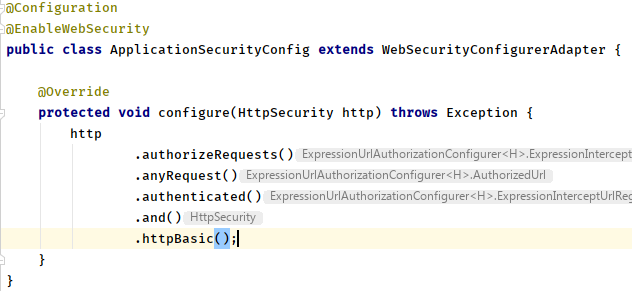 @Configuration
@EnableWebSecurity
public class ApplicationSecurityConfig extends WebSecurityConfigurerAdapter {
@Override
protected void configure(HttpSecurity http) throws Exception {
http
.authorizeRequests() ExpressionUrlAuthorizationConfigurer<H>.ExpressionIntercept
.anyRequest() ExpressionUrlAuthorizationConfigurer<H>.AuthorizedUrl
.authenticated() ExpressionUrlAuthorizationConfigurer<H>.ExpressionInterceptUrlReg
.and() HttpSecurity
.httpBasic();
}
}